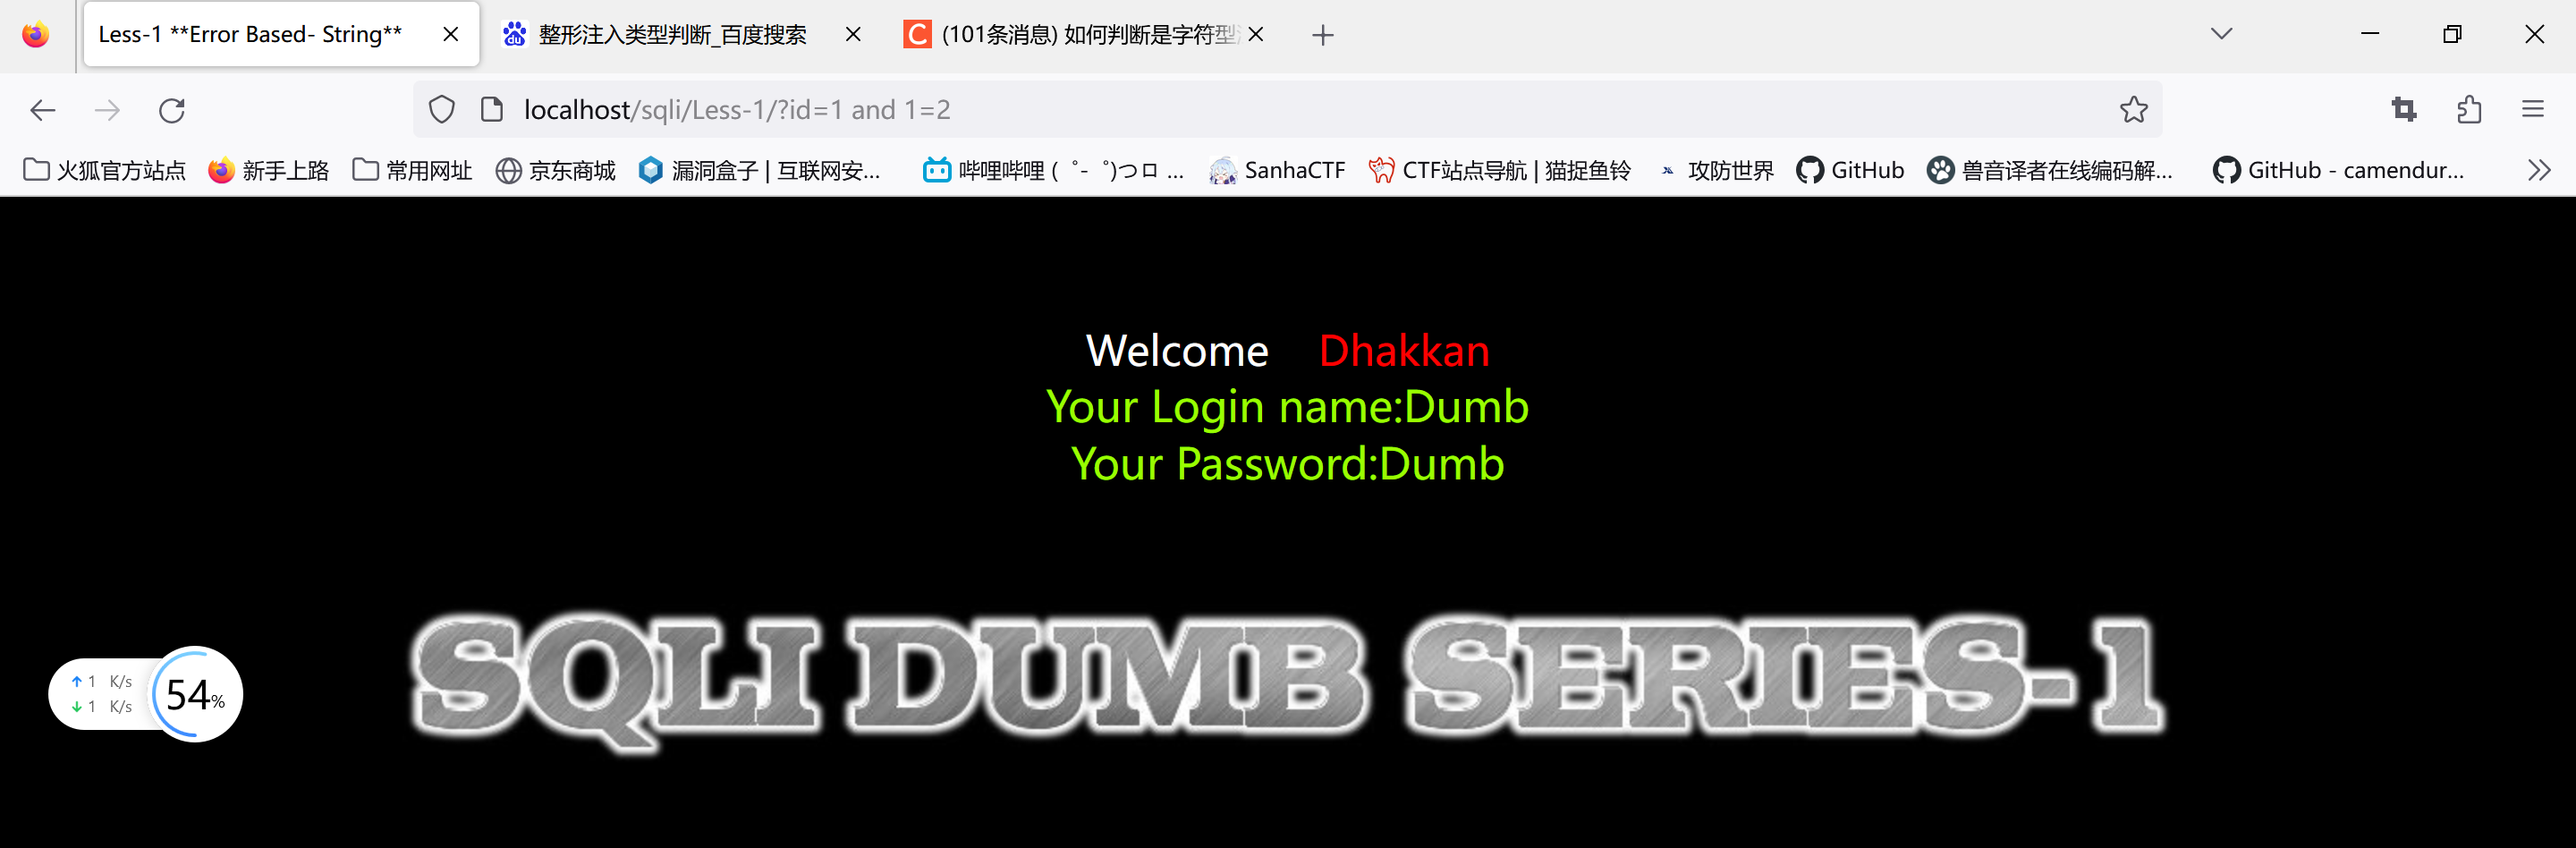 Less-1 **Error Based- String**
整形注入类型判断_百度搜索
(101条消息) 如何判断是字符型
localhost/sqli/Less-1/?id=1 and 1=2
火狐官方站点
新手上路
常用网址
京东商城
漏洞盒子 | 互联网安...
哔哩哔哩 ( ゜- ゜)つロ ...
SanhaCTF
CTF站点导航 | 猫捉鱼铃
攻防世界
GitHub
兽音译者在线编码解...
GitHub - camendur...
Welcome Dhakkan
Your Login name:Dumb
Your Password:Dumb
SQLI DUMB SERIES-1
↑ 1 K/s
↓ 1 K/s
54%